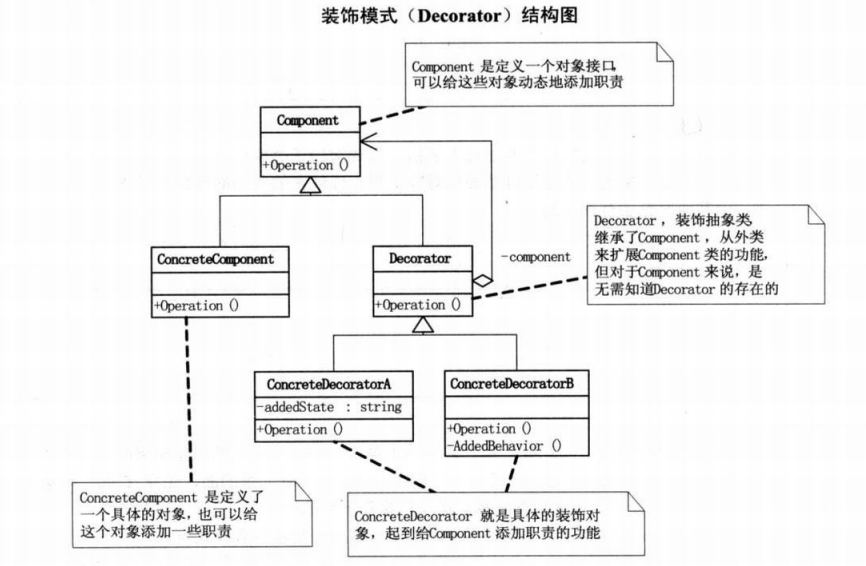 装饰模式（Decorator）结构图
Component 是定义一个对象接口，
可以给这些对象动态地添加职责
Component
+Operation ()
Decorator，装饰抽象类，
继承了Component，从外类
来扩展Component 类的功能，
但对于Component 来说，是
无需知道Decorator 的存在的
ConcreteComponent
+Operation ()
Decorator
+Operation ()
-component
ConcreteDecoratorA
-addedState : string
+Operation ()
ConcreteDecoratorB
+Operation ()
-AddedBehavior ()
ConcreteComponent 是定义了
一个具体的对象，也可以给
这个对象添加一些职责
ConcreteDecorator 就是具体的装饰对
象，起到给Component 添加职责的功能